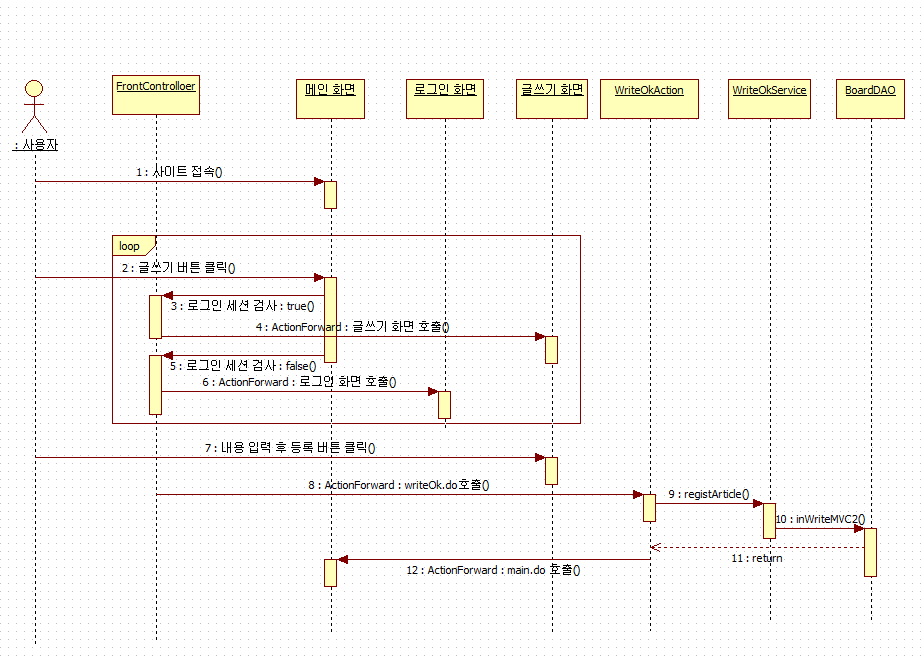 FrontControlloer
메인 화면
로그인 화면
글쓰기 화면
WriteOkAction
WriteOkService
BoardDAO
: 사용자
1 : 사이트 접속()
loop
2 : 글쓰기 버튼 클릭()
3 : 로그인 세션 검사 : true()
4 : ActionForward : 글쓰기 화면 호출()
5 : 로그인 세션 검사 : false()
6 : ActionForward : 로그인 화면 호출()
7 : 내용 입력 후 등록 버튼 클릭()
8 : ActionForward : writeOk.do호출()
9 : registArticle()
10 : inWriteMVC2()
11 : return
12 : ActionForward : main.do 호출()